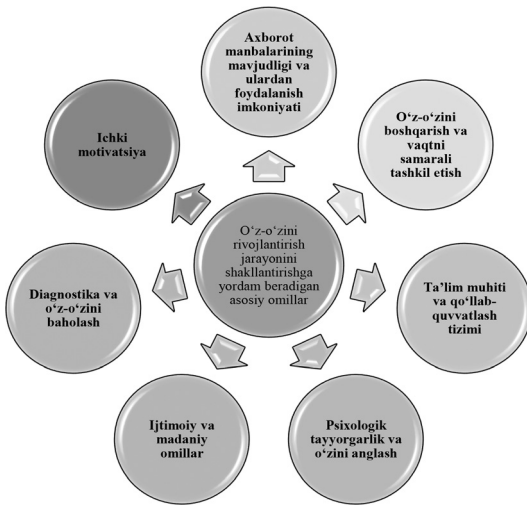 Axborot
manbalarining
mavjudligi va
ulardan
foydalanish
imkoniyati
O‘z-o‘zini
boshqarish va
vaqtni
samarali
tashkil etish
Ta’lim muhiti
va qo‘llab-
quvvatlash
tizimi
Psixologik
tayyorgarlik va
o‘zini anglash
Ijtimoiy va
madaniy
omillar
Diagnostika va
o‘z-o‘zini
baholash
Ichki
motivatsiya
O‘z-o‘zini
rivojlantirish
jarayonini
shakllantirishga
yordam beradigan
asosiy omillar